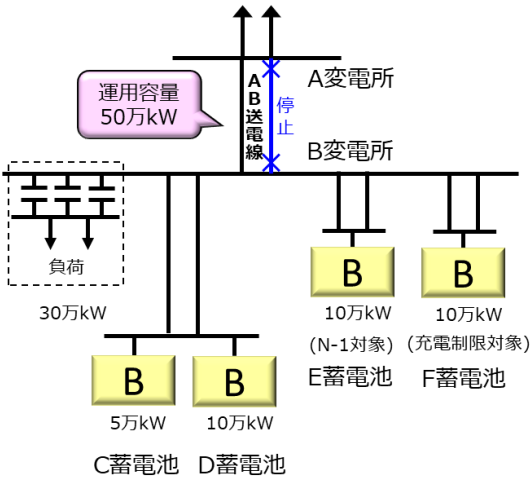 A変電所
運用容量
50万kW
AB送電線
停止
B変電所
負荷
30万kW
B
B
10万kW
10万kW
(N-1対象)
(充電制限対象)
E蓄電池
F蓄電池
B
B
5万kW
10万kW
C蓄電池
D蓄電池